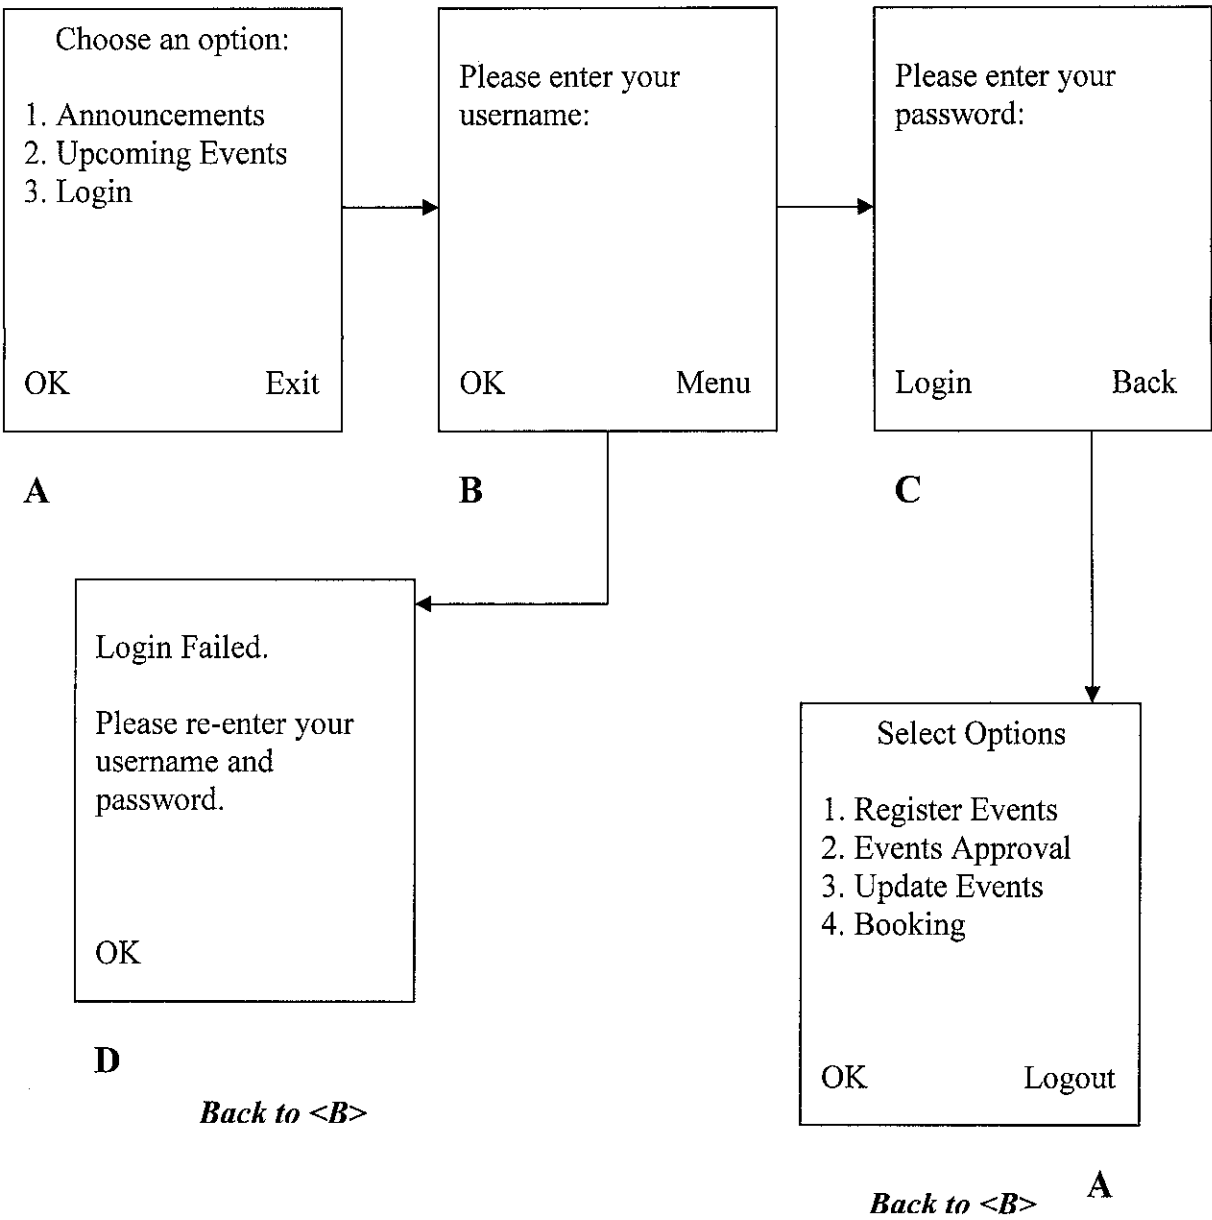 Choose an option:
1. Announcements
2. Upcoming Events
3. Login
OK Exit
A
Please enter your
username:
OK Menu
B
Please enter your
password:
Login Back
C
Login Failed.
Please re-enter your
username and
password.
OK
D
Back to <B>
Select Options
1. Register Events
2. Events Approval
3. Update Events
4. Booking
OK Logout
A
Back to <B>